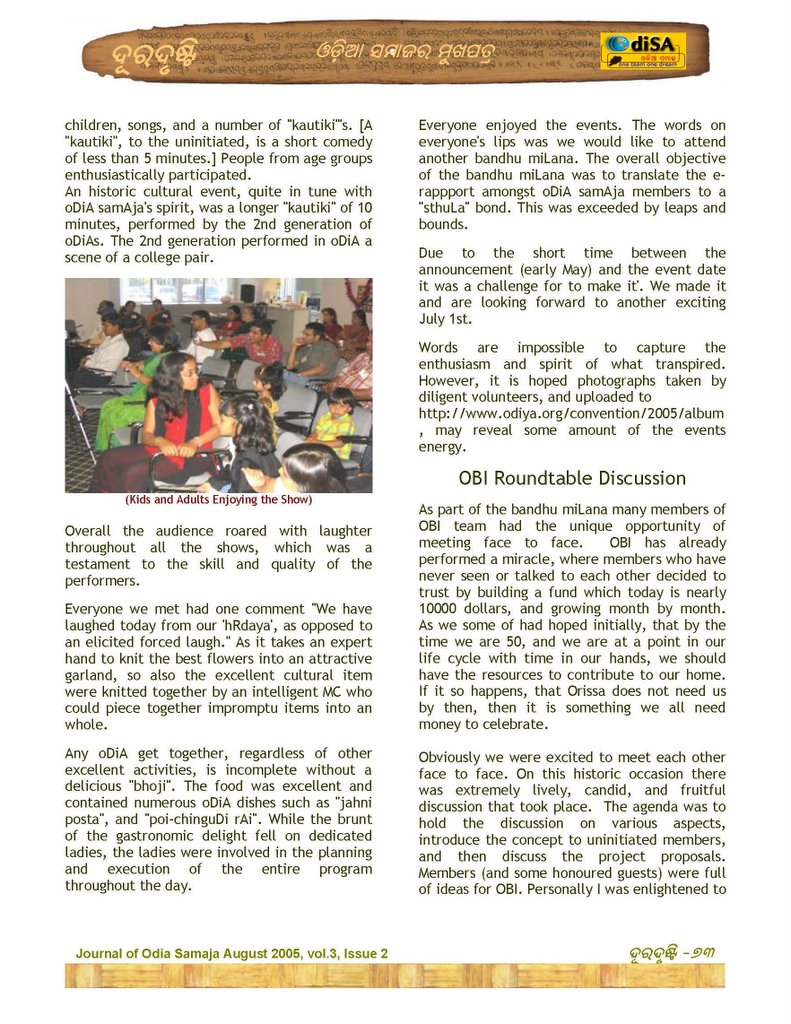 ଦୂରଦୃଷ୍ଟି
ଓଡ଼ିଆ ସମାଜର ମୁଖପତ୍ର
diSA
ଓଡ଼ିଆ ସମାଜ
one team one dream
children, songs, and a number of "kautiki"'s. [A
"kautiki", to the uninitiated, is a short comedy
of less than 5 minutes.] People from age groups
enthusiastically participated.
An historic cultural event, quite in tune with
oDiA samAja's spirit, was a longer "kautiki" of 10
minutes, performed by the 2nd generation of
oDiAs. The 2nd generation performed in oDiA a
scene of a college pair.
(Kids and Adults Enjoying the Show)
Overall the audience roared with laughter
throughout all the shows, which was a
testament to the skill and quality of the
performers.
Everyone we met had one comment "We have
laughed today from our 'hRdaya', as opposed to
an elicited forced laugh." As it takes an expert
hand to knit the best flowers into an attractive
garland, so also the excellent cultural item
were knitted together by an intelligent MC who
could piece together impromptu items into an
whole.
Any oDiA get together, regardless of other
excellent activities, is incomplete without a
delicious "bhoji". The food was excellent and
contained numerous oDiA dishes such as "jahni
posta", and "poi-chinguDi rAi". While the brunt
of the gastronomic delight fell on dedicated
ladies, the ladies were involved in the planning
and execution of the entire program
throughout the day.
Everyone enjoyed the events. The words on
everyone's lips was we would like to attend
another bandhu miLana. The overall objective
of the bandhu miLana was to translate the e-
rappport amongst oDiA samAja members to a
"sthuLa" bond. This was exceeded by leaps and
bounds.
Due to the short time between the
announcement (early May) and the event date
it was a challenge for to make it'. We made it
and are looking forward to another exciting
July 1st.
Words are impossible to capture the
enthusiasm and spirit of what transpired.
However, it is hoped photographs taken by
diligent volunteers, and uploaded to
http://www.odiya.org/convention/2005/album
, may reveal some amount of the events
energy.
OBI Roundtable Discussion
As part of the bandhu miLana many members of
OBI team had the unique opportunity of
meeting face to face. OBI has already
performed a miracle, where members who have
never seen or talked to each other decided to
trust by building a fund which today is nearly
10000 dollars, and growing month by month.
As we some of had hoped initially, that by the
time we are 50, and we are at a point in our
life cycle with time in our hands, we should
have the resources to contribute to our home.
If it so happens, that Orissa does not need us
by then, then it is something we all need
money to celebrate.
Obviously we were excited to meet each other
face to face. On this historic occasion there
was extremely lively, candid, and fruitful
discussion that took place. The agenda was to
hold the discussion on various aspects,
introduce the concept to uninitiated members,
and then discuss the project proposals.
Members (and some honoured guests) were full
of ideas for OBI. Personally I was enlightened to
Journal of Odia Samaja August 2005, vol.3, Issue 2
ଦୂରଦୃଷ୍ଟି -୭୩